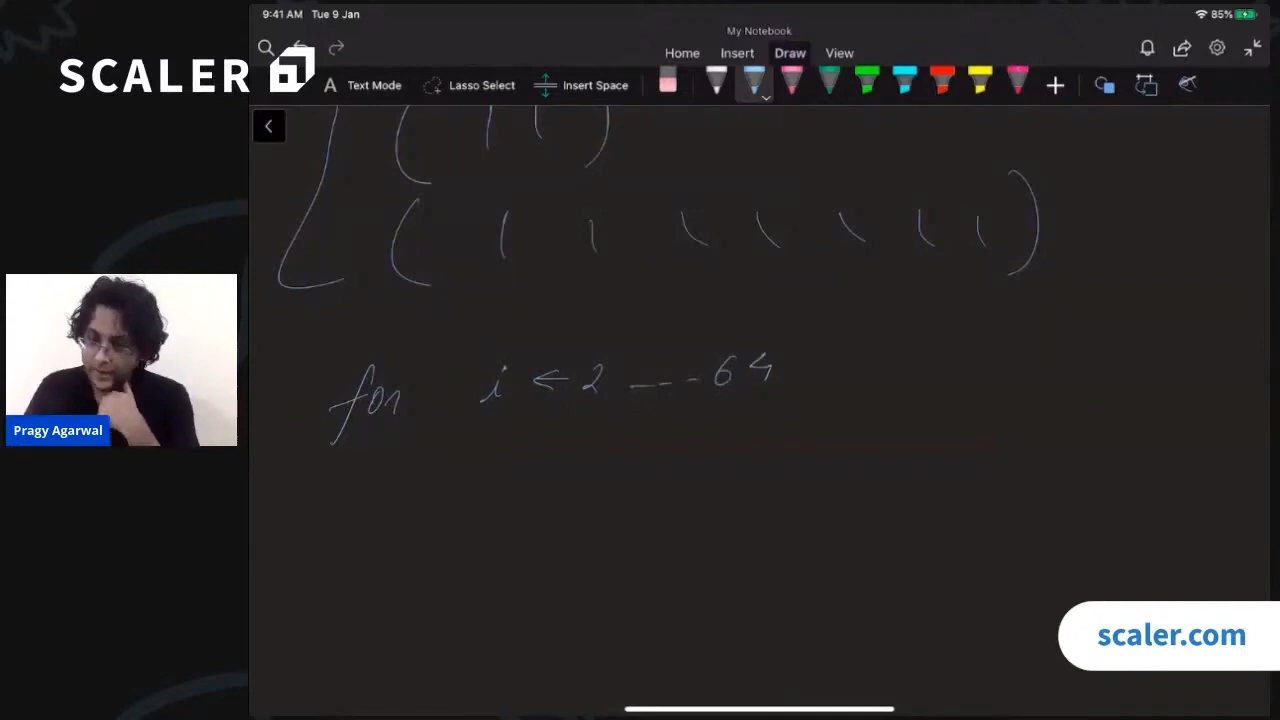 9:41 AM Tue 9 Jan
85%
My Notebook
Home Insert Draw View
SCALER
A Text Mode Lasso Select Insert Space
for i ← 2 --- 64
Pragy Agarwal
scaler.com